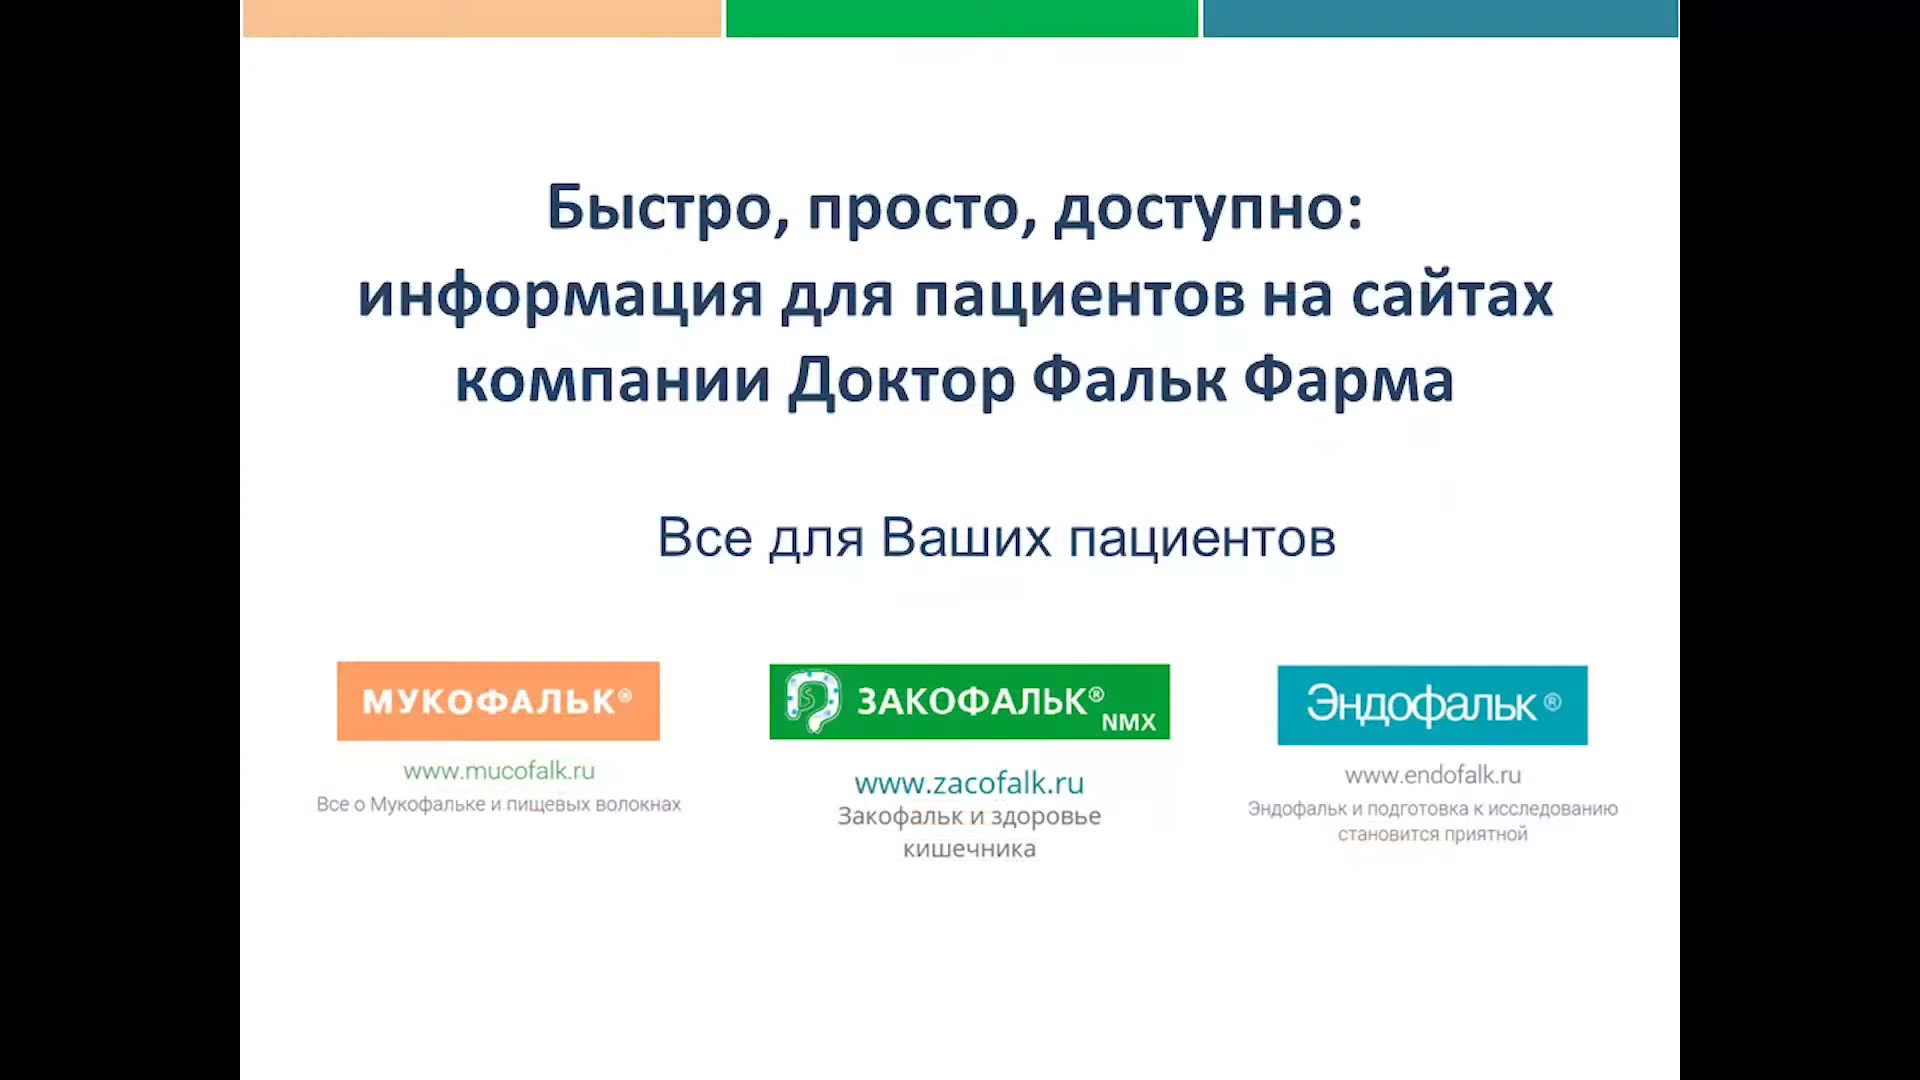 Быстро, просто, доступно:
информация для пациентов на сайтах
компании Доктор Фальк Фарма
Все для Ваших пациентов
МУКОФАЛЬК®
www.mucofalk.ru
Все о Мукофальке и пищевых волокнах
ЗАКОФАЛЬК®
NMX
www.zacofalk.ru
Закофальк и здоровье
кишечника
Эндофальк ®
www.endofalk.ru
Эндофальк и подготовка к исследованию
становится приятной